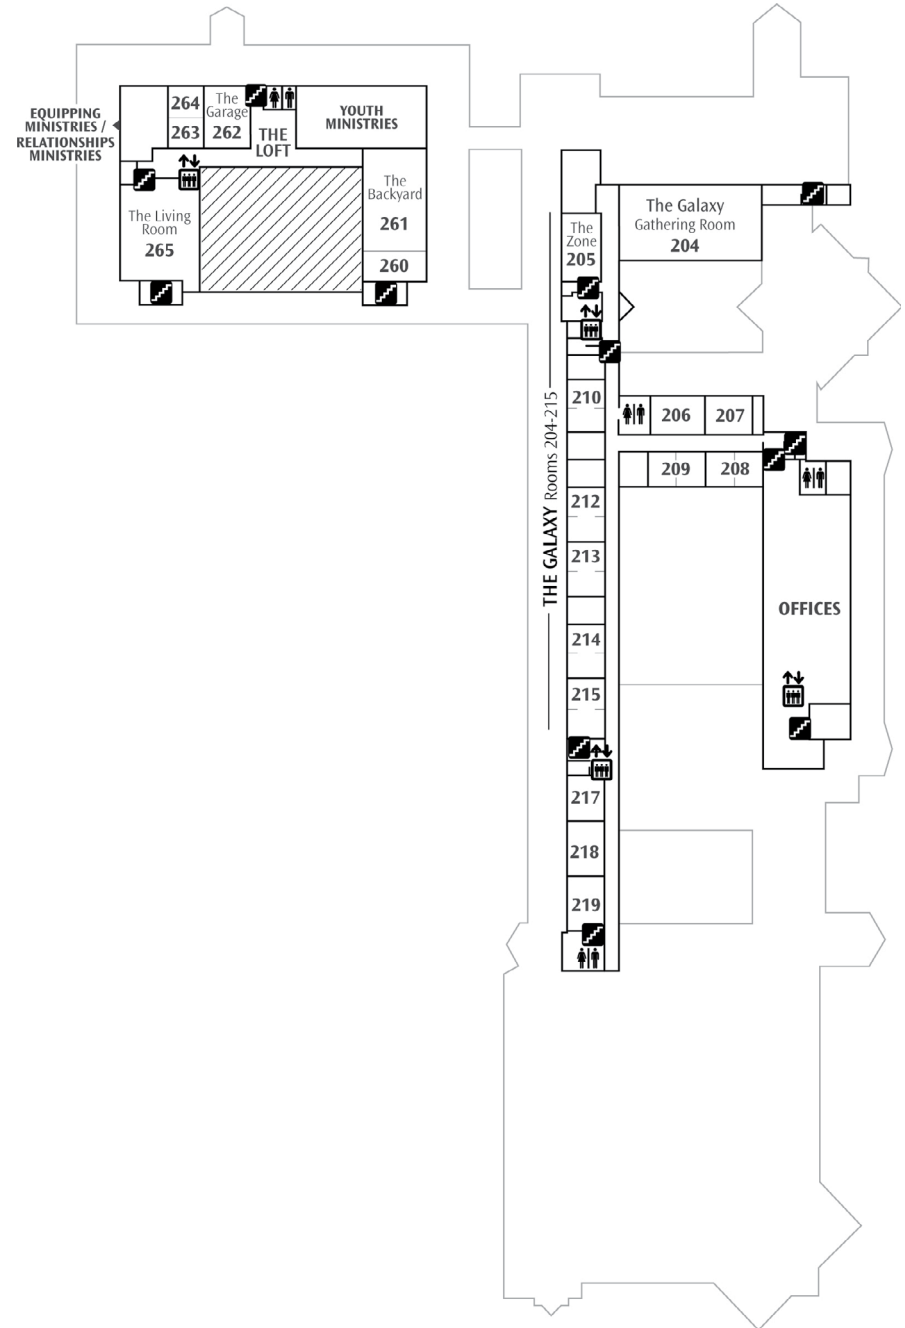 EQUIPPING
MINISTRIES /
RELATIONSHIPS
MINISTRIES
264
263
The
Garage
262
THE
LOFT
YOUTH
MINISTRIES
The Living
Room
265
The
Backyard
261
260
The
Zone
205
The Galaxy
Gathering Room
204
THE GALAXY Rooms 204-215
210
206
207
209
208
212
213
214
215
217
218
219
OFFICES